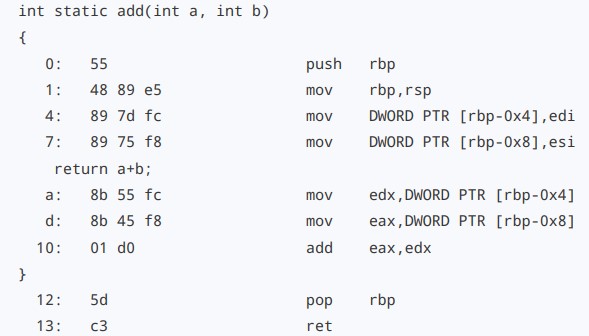 int static add(int a, int b)
{
0: 55 push rbp
1: 48 89 e5 mov rbp,rsp
4: 89 7d fc mov DWORD PTR [rbp-0x4],edi
7: 89 75 f8 mov DWORD PTR [rbp-0x8],esi
return a+b;
a: 8b 55 fc mov edx,DWORD PTR [rbp-0x4]
d: 8b 45 f8 mov eax,DWORD PTR [rbp-0x8]
10: 01 d0 add eax,edx
}
12: 5d pop rbp
13: c3 ret